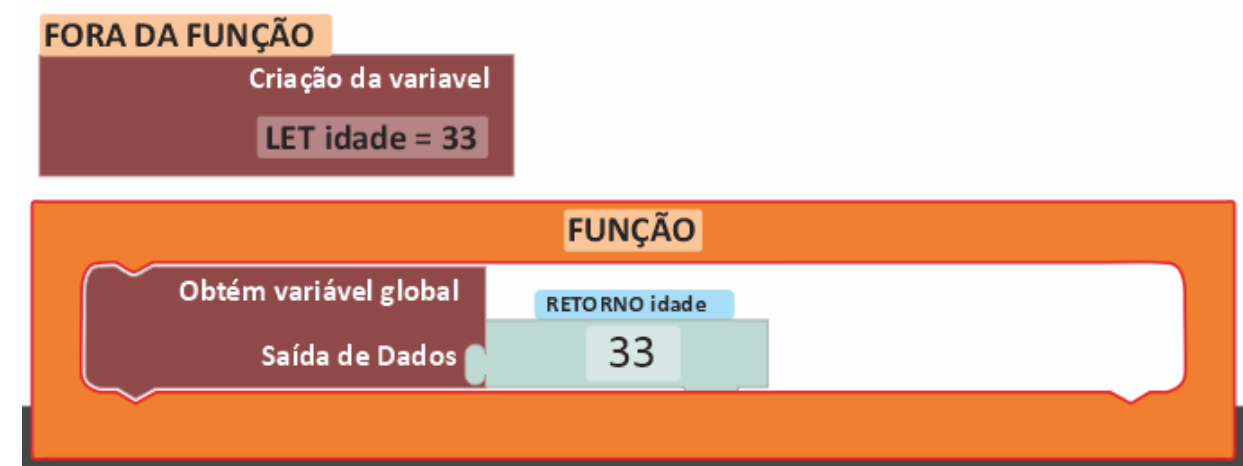 FORA DA FUNÇÃO
Criação da variavel
LET idade = 33
FUNÇÃO
Obtém variável global
RETORNO idade
Saída de Dados
33